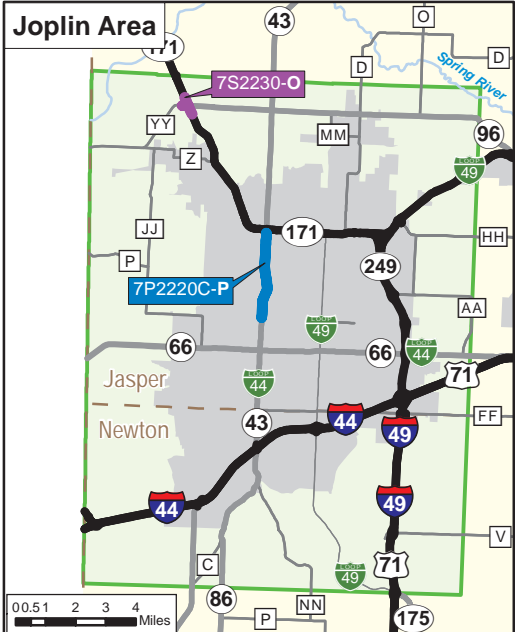 Joplin Area
43
O
171
D
D
Spring River
7S2230-O
YY
MM
96
Z
LOOP
49
JJ
171
HH
P
249
7P2220C-P
AA
LOOP
49
66
66
LOOP
44
71
Jasper
LOOP
44
Newton
43
44
FF
49
44
49
V
C
71
LOOP
49
86
NN
P
175
0 0.5 1 2 3 4
Miles